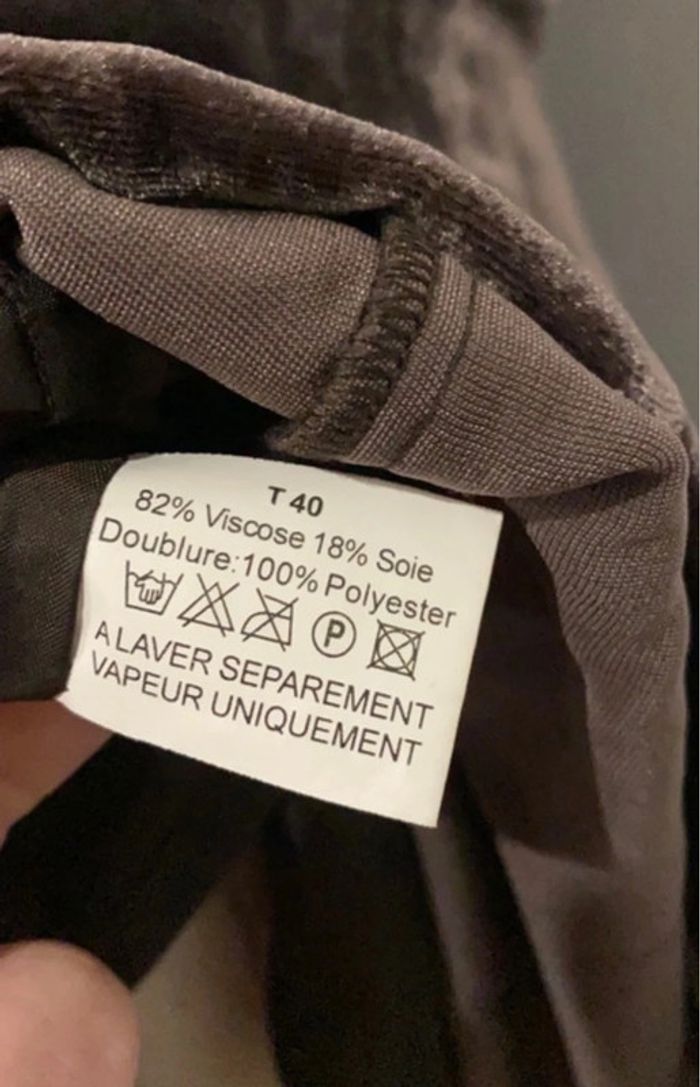 T 40
82% Viscose 18% Soie
Doublure:100% Polyester
P
A LAVER SEPAREMENT
VAPEUR UNIQUEMENT